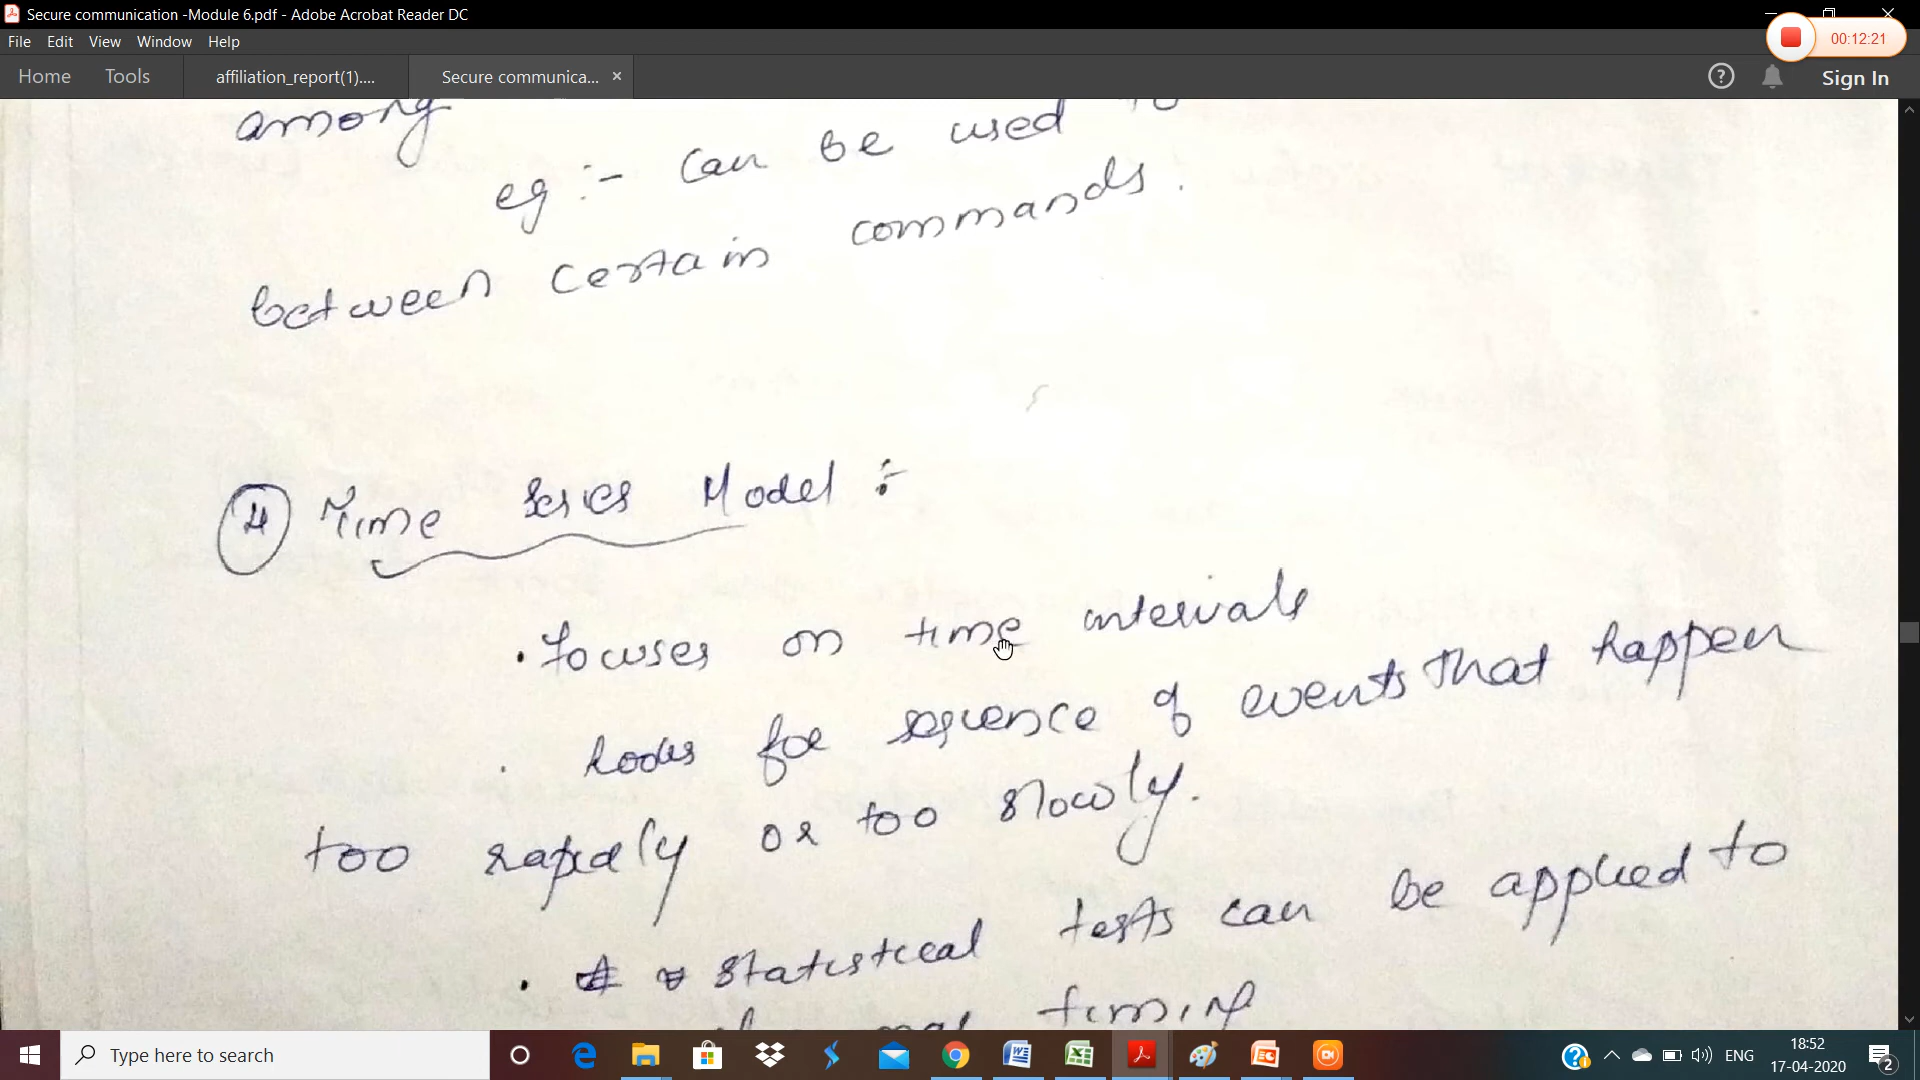 Secure communication -Module 6.pdf - Adobe Acrobat Reader DC
File Edit View Window Help
00:12:21
Home Tools affiliation_report(1).... Secure communica... × Sign In
among
eg :- Can be used to
between certain commands.
4 Time Series Model :-
• focuses on time intervals
• looks for sequence of events that happen
too rapidly or too slowly.
• statistical tests can be applied to
timing
Type here to search
ENG
18:52
17-04-2020
2